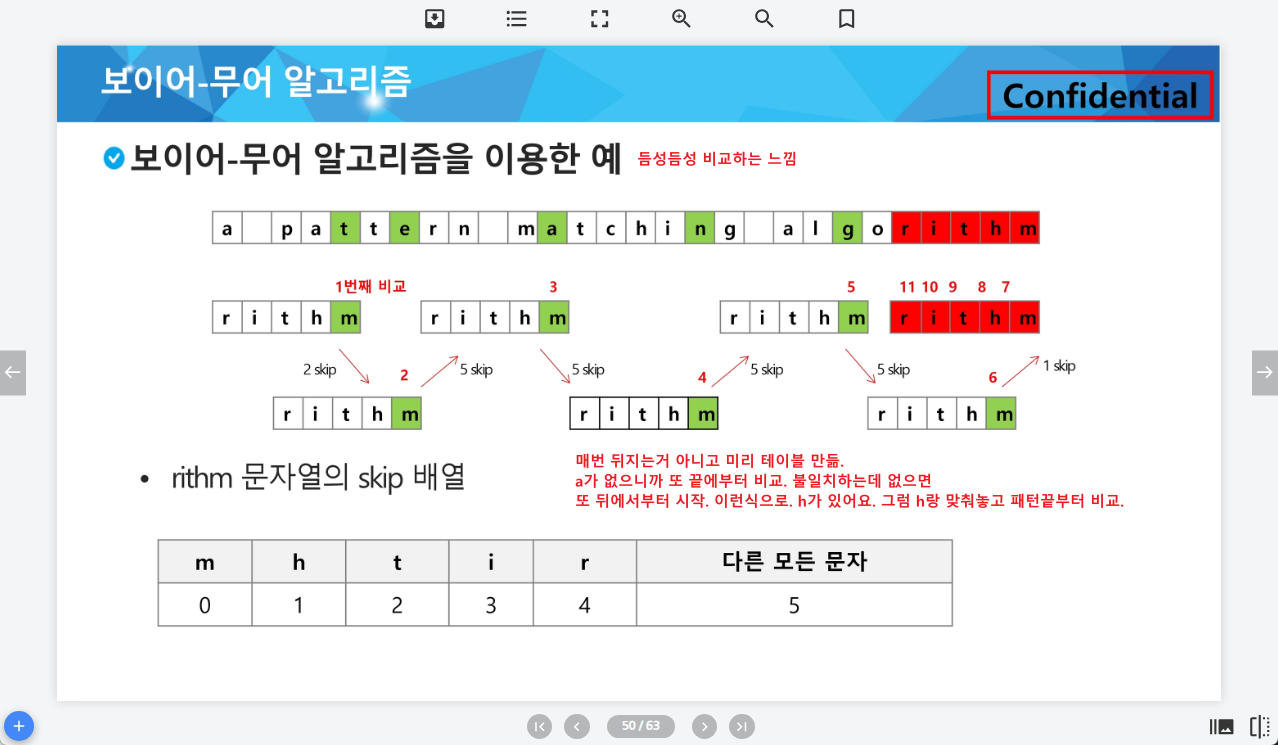 보이어-무어 알고리즘
Confidential
보이어-무어 알고리즘을 이용한 예 듬성듬성 비교하는 느낌
a p a t t e r n m a t c h i n g a l g o r i t h m
1번째 비교 3 5 11 10 9 8 7
r i t h m r i t h m r i t h m r i t h m
2 skip 2 5 skip 5 skip 4 5 skip 5 skip 6 1 skip
r i t h m r i t h m r i t h m
매번 뒤지는거 아니고 미리 테이블 만듦.
• rithm 문자열의 skip 배열 a가 없으니까 또 끝에부터 비교. 불일치하는데 없으면
또 뒤에서부터 시작. 이런식으로. h가 있어요. 그럼 h랑 맞춰놓고 패턴끝부터 비교.
m h t i r 다른 모든 문자
0 1 2 3 4 5
50 / 63